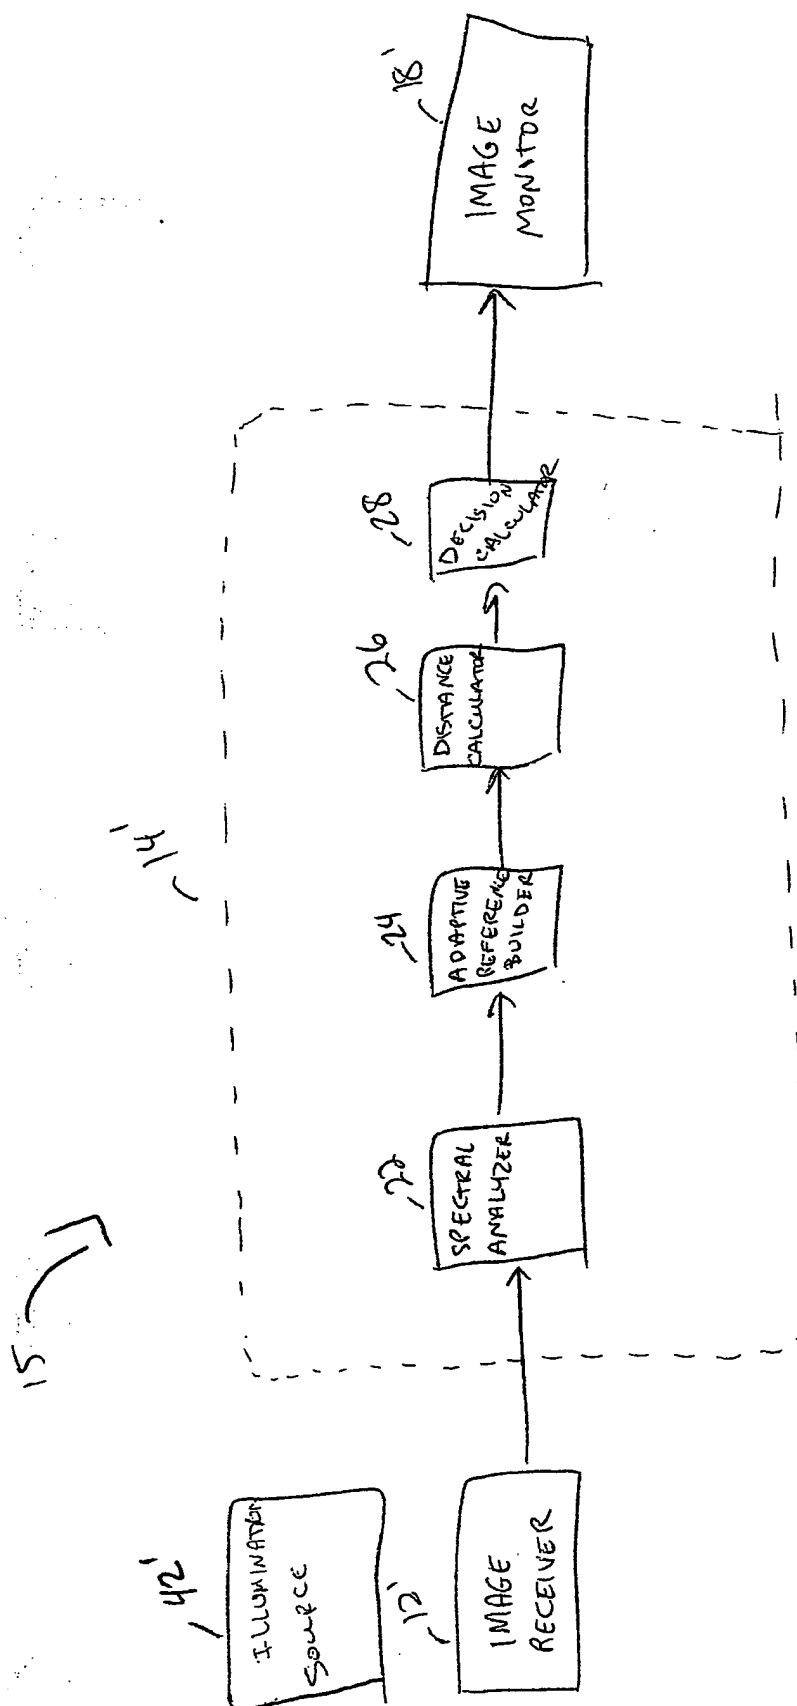 15
42'
ILLUMINATION
SOURCE
12'
IMAGE
RECEIVER
14'
22
SPECTRAL
ANALYZER
24
ADAPTIVE
REFERENCE
BUILDER
26
DISTANCE
CALCULATOR
28
DECISION
CALCULATOR
18'
IMAGE
MONITOR